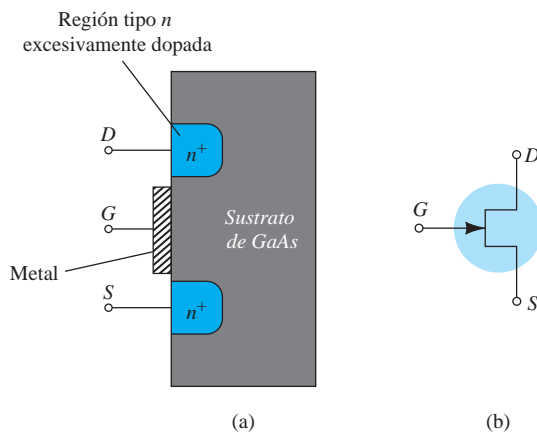 Región tipo n
excesivamente dopada
D
n+
G
Sustrato
de GaAs
Metal
S
n+
(a)
D
G
S
(b)